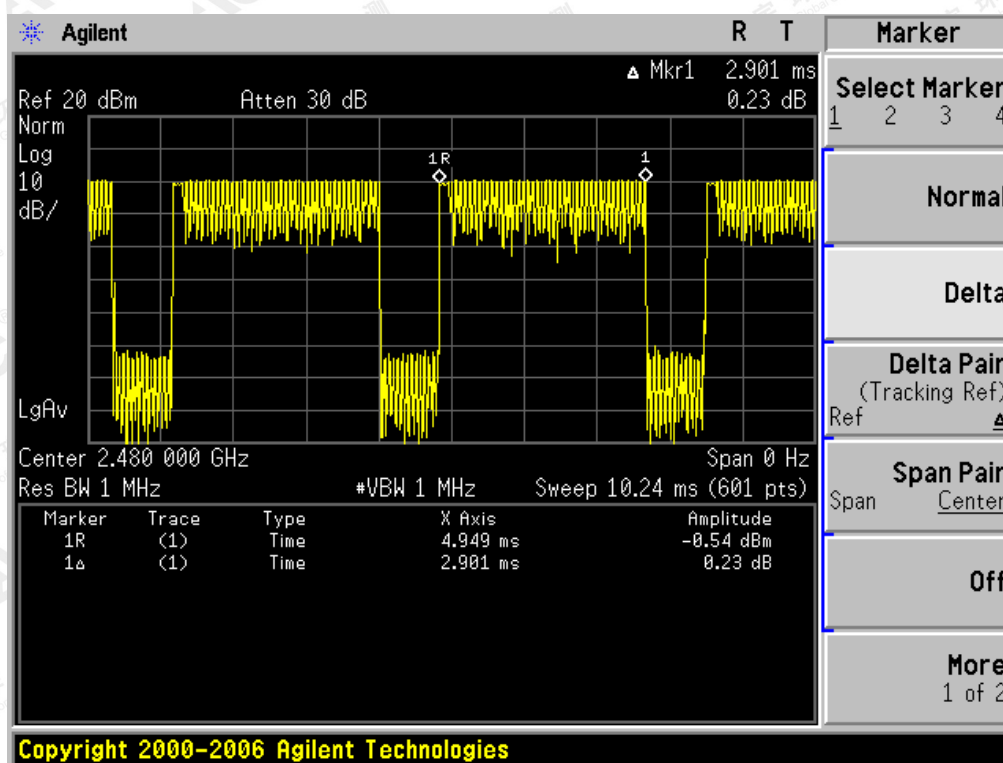 Agilent
R T
Marker
Δ Mkr1 2.901 ms
Ref 20 dBm Atten 30 dB 0.23 dB
Norm
Log
10
dB/
1R
1
LgAv
Center 2.480 000 GHz Span 0 Hz
Res BW 1 MHz #VBW 1 MHz Sweep 10.24 ms (601 pts)
Marker Trace Type X Axis Amplitude
1R (1) Time 4.949 ms -0.54 dBm
1Δ (1) Time 2.901 ms 0.23 dB
Select Marker
1 2 3 4
Normal
Delta
Delta Pair
(Tracking Ref)
Ref Δ
Span Pair
Span Center
Off
More
1 of 2
Copyright 2000-2006 Agilent Technologies